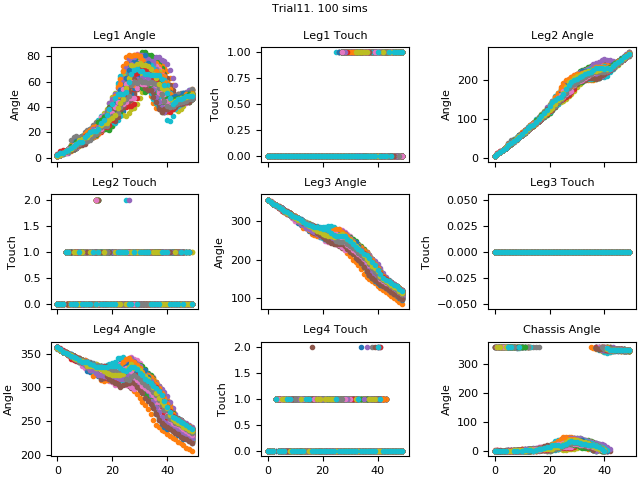 Trial11. 100 sims
Leg1 Angle
Leg1 Touch
Leg2 Angle
Angle
80
60
40
20
0
Touch
1.00
0.75
0.50
0.25
0.00
Angle
200
100
0
Leg2 Touch
Leg3 Angle
Leg3 Touch
Touch
2.0
1.5
1.0
0.5
0.0
Angle
300
200
100
Touch
0.050
0.025
0.000
−0.025
−0.050
Leg4 Angle
Leg4 Touch
Chassis Angle
Angle
350
300
250
200
0 20 40
Touch
2.0
1.5
1.0
0.5
0.0
0 20 40
Angle
300
200
100
0
0 20 40